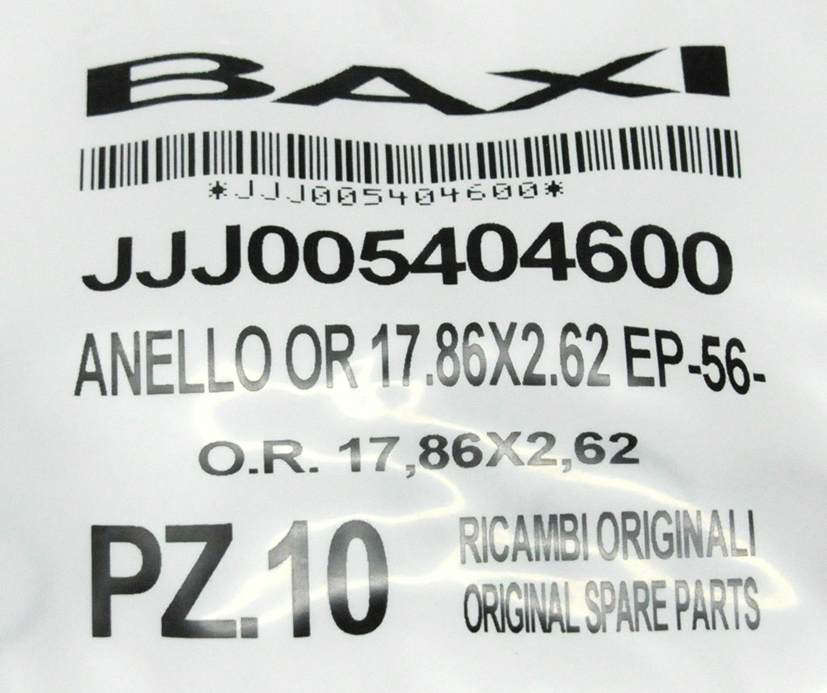 BAXI
*JJJ005404600*
JJJ005404600
ANELLO OR 17.86X2.62 EP-56-
O.R. 17,86X2,62
PZ.10
RICAMBI ORIGINALI
ORIGINAL SPARE PARTS